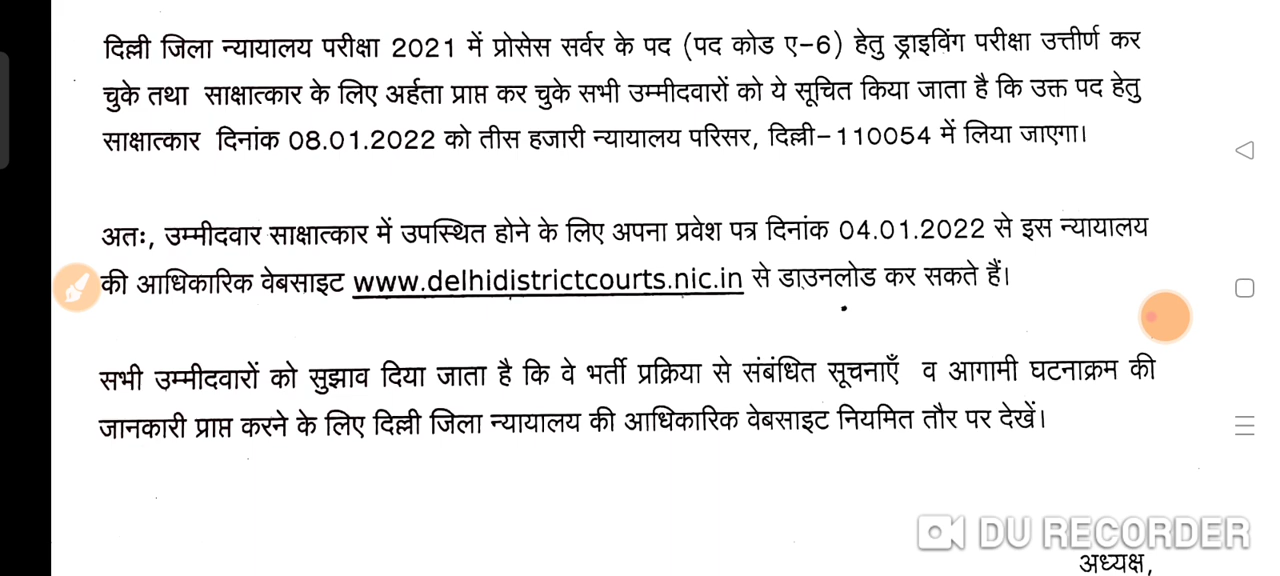 दिल्ली जिला न्यायालय परीक्षा 2021 में प्रोसेस सर्वर के पद (पद कोड ए-6) हेतु ड्राइविंग परीक्षा उत्तीर्ण कर
चुके तथा साक्षात्कार के लिए अर्हता प्राप्त कर चुके सभी उम्मीदवारों को ये सूचित किया जाता है कि उक्त पद हेतु
साक्षात्कार दिनांक 08.01.2022 को तीस हजारी न्यायालय परिसर, दिल्ली-110054 में लिया जाएगा।
अतः, उम्मीदवार साक्षात्कार में उपस्थित होने के लिए अपना प्रवेश पत्र दिनांक 04.01.2022 से इस न्यायालय
की आधिकारिक वेबसाइट www.delhidistrictcourts.nic.in से डाउनलोड कर सकते हैं।
सभी उम्मीदवारों को सुझाव दिया जाता है कि वे भर्ती प्रक्रिया से संबंधित सूचनाएँ व आगामी घटनाक्रम की
जानकारी प्राप्त करने के लिए दिल्ली जिला न्यायालय की आधिकारिक वेबसाइट नियमित तौर पर देखें।
DU RECORDER
अध्यक्ष,